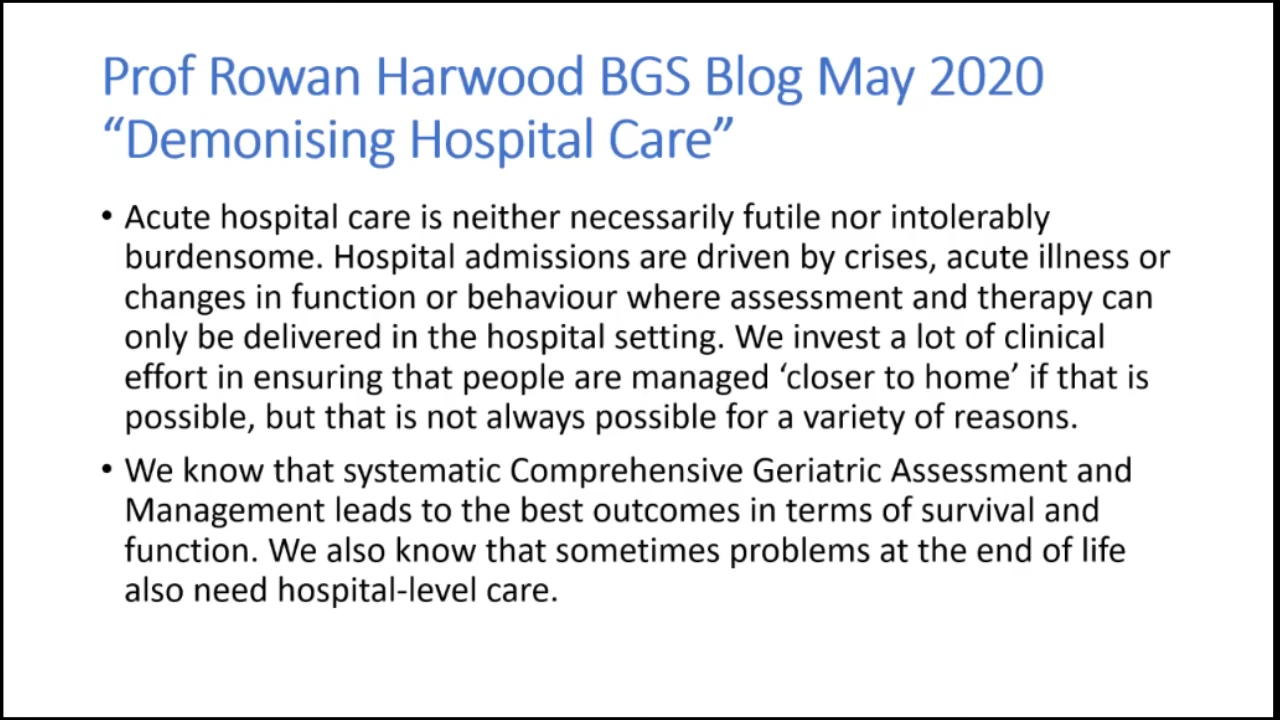 Prof Rowan Harwood BGS Blog May 2020
“Demonising Hospital Care”
• Acute hospital care is neither necessarily futile nor intolerably
burdensome. Hospital admissions are driven by crises, acute illness or
changes in function or behaviour where assessment and therapy can
only be delivered in the hospital setting. We invest a lot of clinical
effort in ensuring that people are managed ‘closer to home’ if that is
possible, but that is not always possible for a variety of reasons.
• We know that systematic Comprehensive Geriatric Assessment and
Management leads to the best outcomes in terms of survival and
function. We also know that sometimes problems at the end of life
also need hospital-level care.